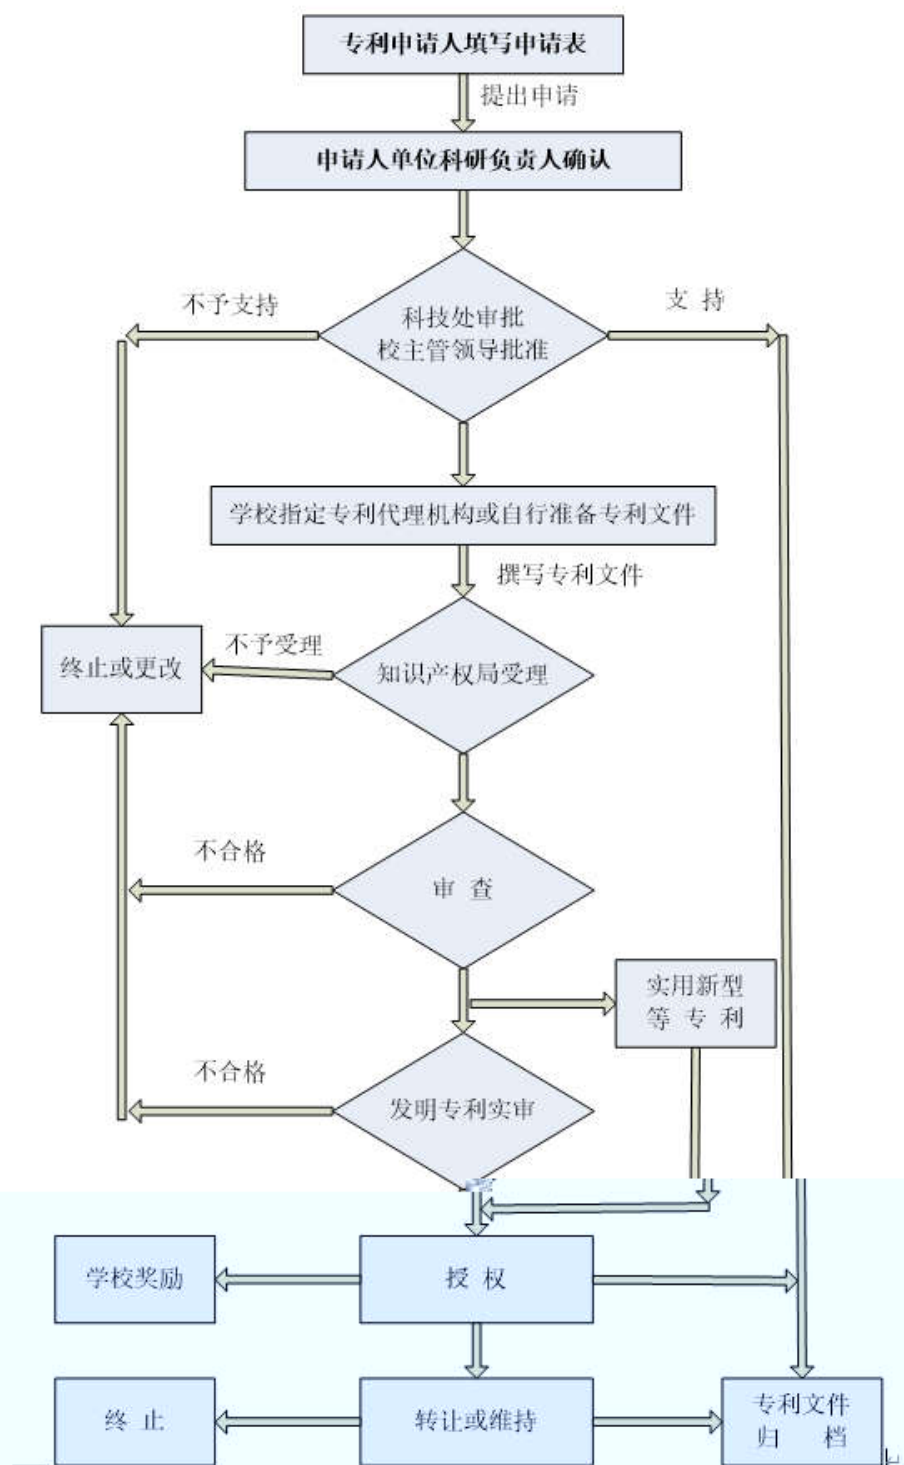 专利申请人填写申请表
提出申请
申请人单位科研负责人确认
不予支持
支 持
科技处审批
校主管领导批准
学校指定专利代理机构或自行准备专利文件
撰写专利文件
不予受理
终止或更改
知识产权局受理
不合格
审 查
实用新型
等 专 利
不合格
发明专利实审
学校奖励
授 权
终 止
转让或维持
专利文件
归 档